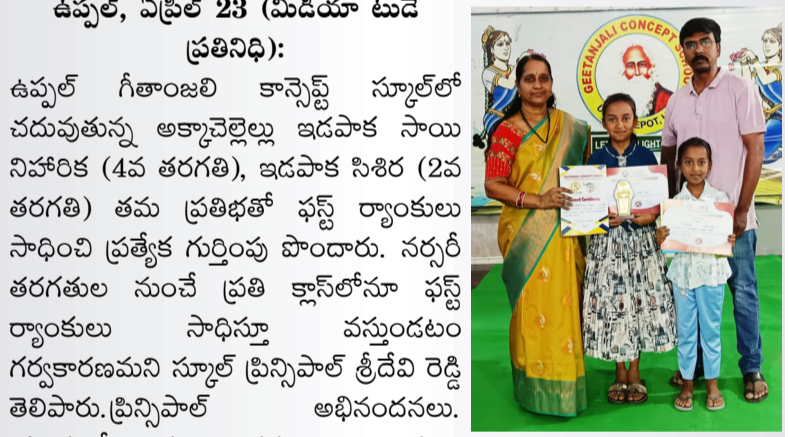 ఉప్పల్, ఏప్రిల్ 23 (మీడియా టుడే
ప్రతినిధి):
ఉప్పల్ గీతాంజలి కాన్సెప్ట్ స్కూల్‌లో
చదువుతున్న అక్కాచెల్లెల్లు ఇడపాక సాయి
నిహారిక (4వ తరగతి), ఇడపాక సిశిర (2వ
తరగతి) తమ ప్రతిభతో ఫస్ట్ ర్యాంకులు
సాధించి ప్రత్యేక గుర్తింపు పొందారు. నర్సరీ
తరగతుల నుంచే ప్రతి క్లాస్‌లోనూ ఫస్ట్
ర్యాంకులు సాధిస్తూ వస్తుండటం
గర్వకారణమని స్కూల్ ప్రిన్సిపాల్ శ్రీదేవి రెడ్డి
తెలిపారు.ప్రిన్సిపాల్ అభినందనలు.
GEETANJALI CONCEPT SCHOOL